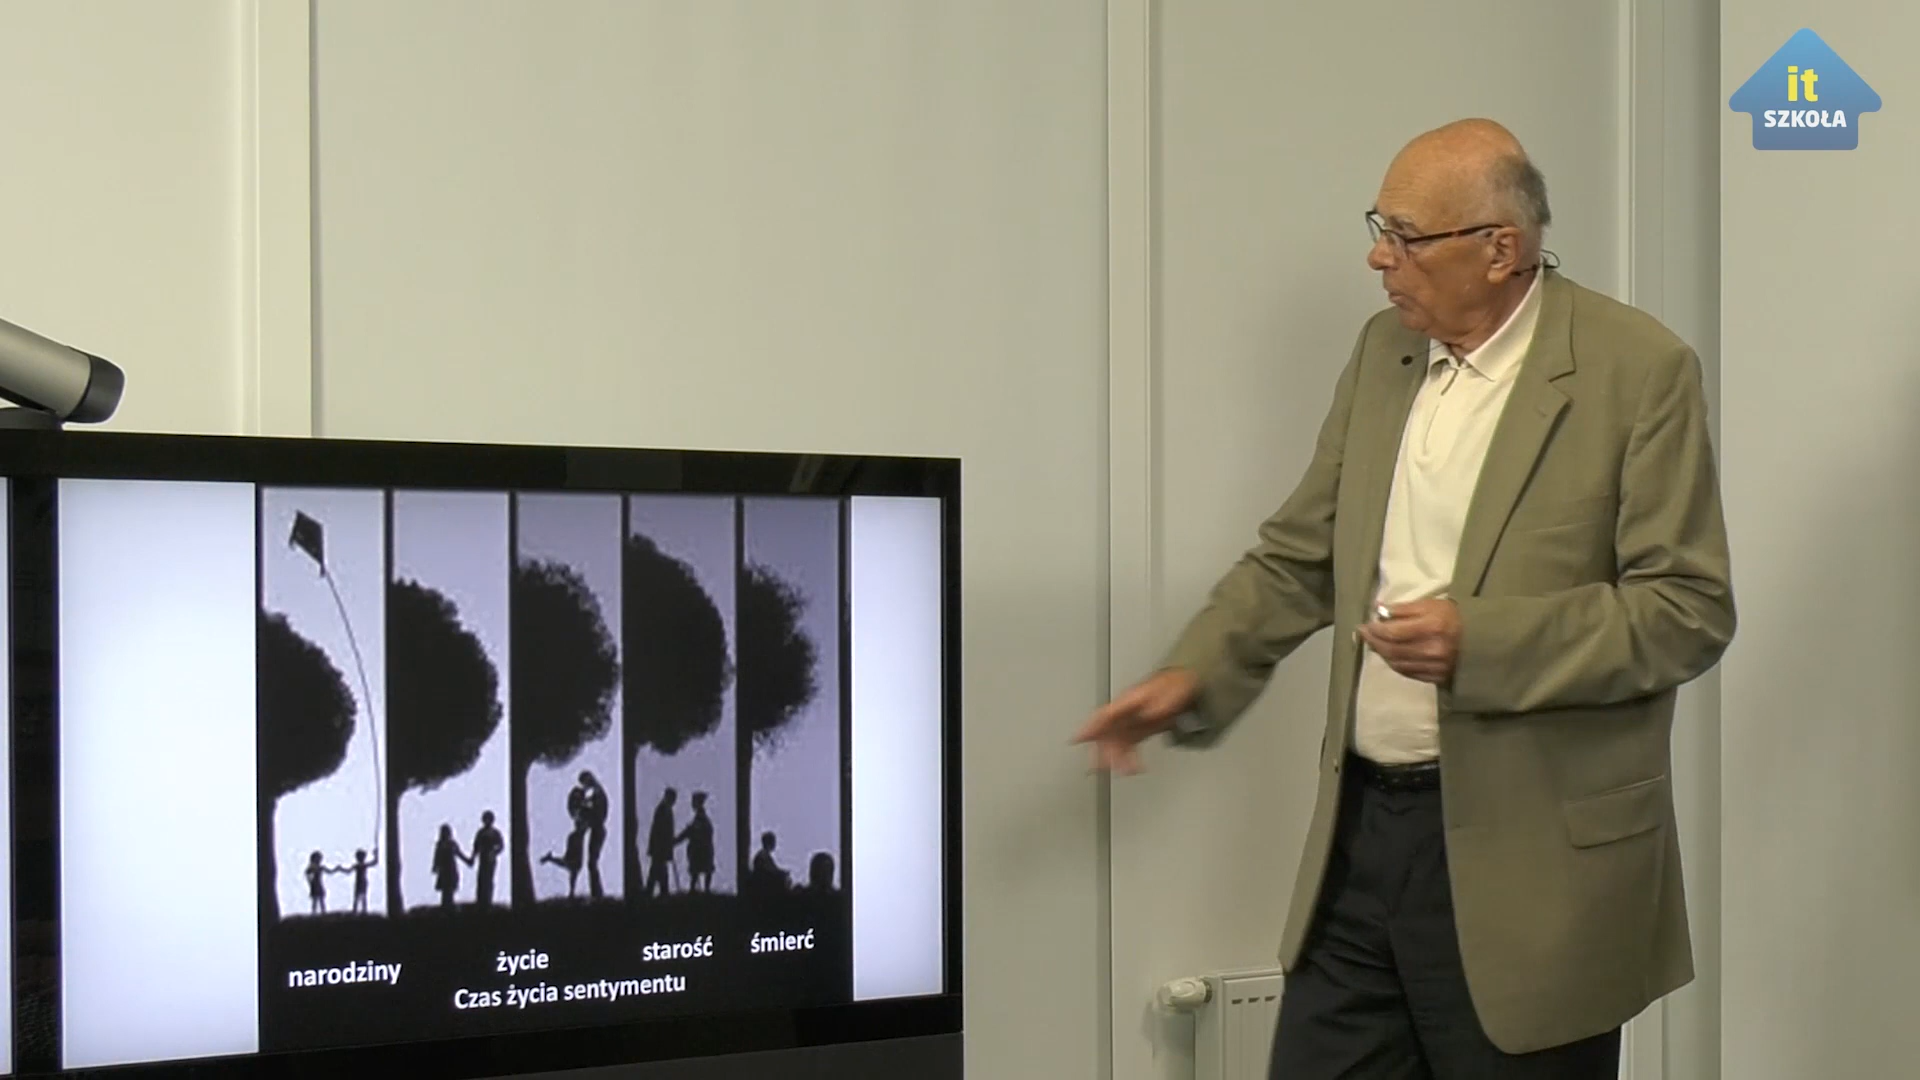 it
SZKOŁA
narodziny życie starość śmierć
Czas życia sentymentu